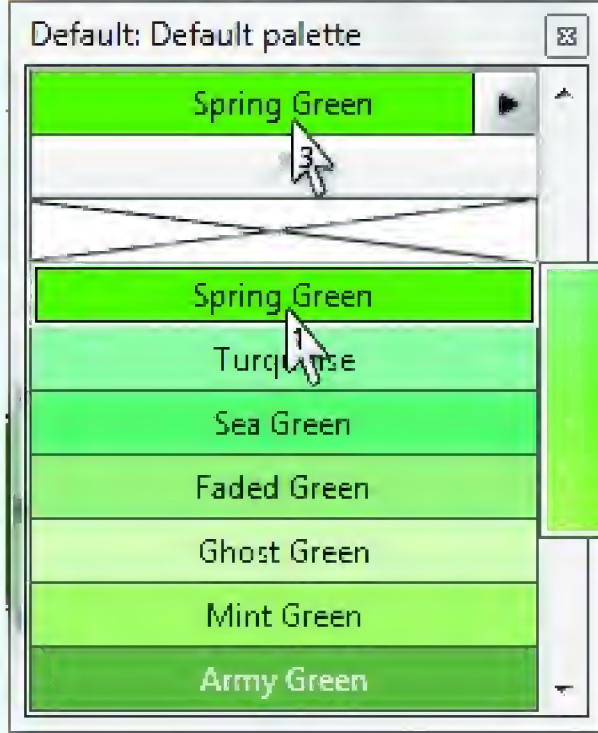 Default: Default palette
Spring Green
3
Spring Green
1
Turquoise
Sea Green
Faded Green
Ghost Green
Mint Green
Army Green